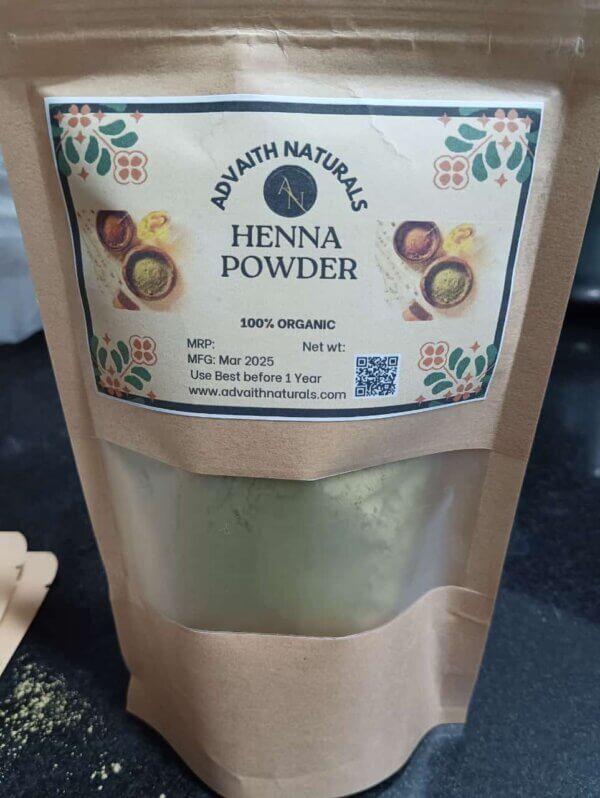 ADVAITH NATURALS
AN
HENNA
POWDER
100% ORGANIC
MRP: Net wt:
MFG: Mar 2025
Use Best before 1 Year
www.advaithnaturals.com